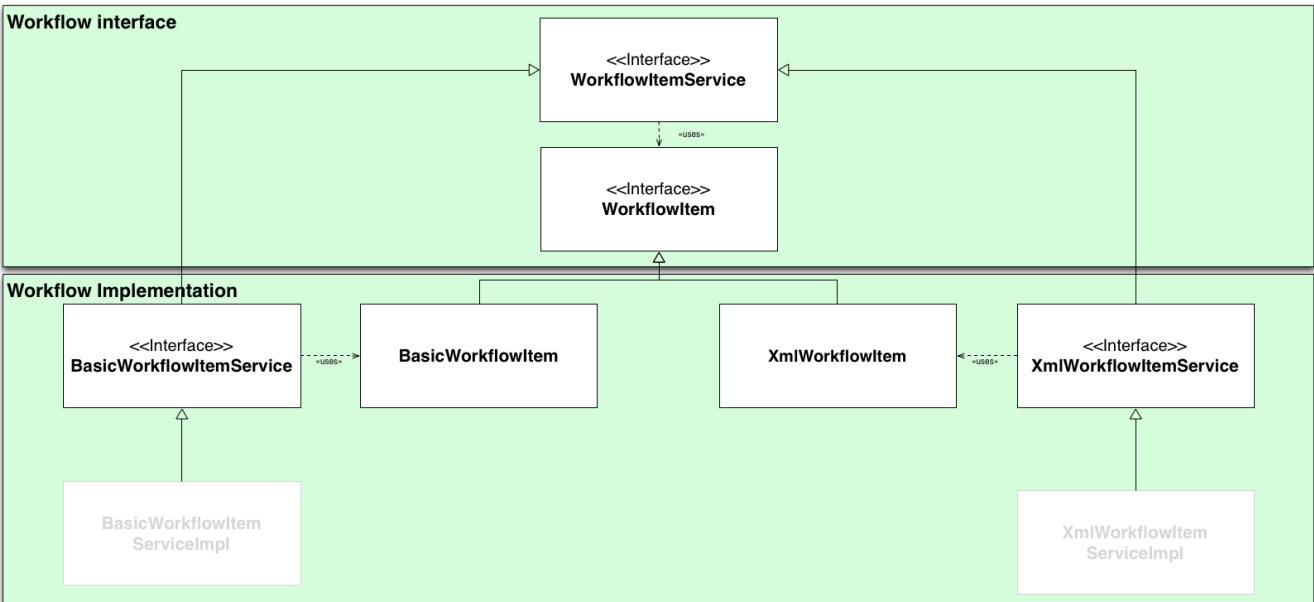 Workflow interface
<<Interface>>
WorkflowItemService
«uses»
<<Interface>>
WorkflowItem
Workflow Implementation
<<Interface>>
BasicWorkflowItemService
«uses»
BasicWorkflowItem
XmlWorkflowItem
«uses»
<<Interface>>
XmlWorkflowItemService
BasicWorkflowItem
ServiceImpl
XmlWorkflowItem
ServiceImpl